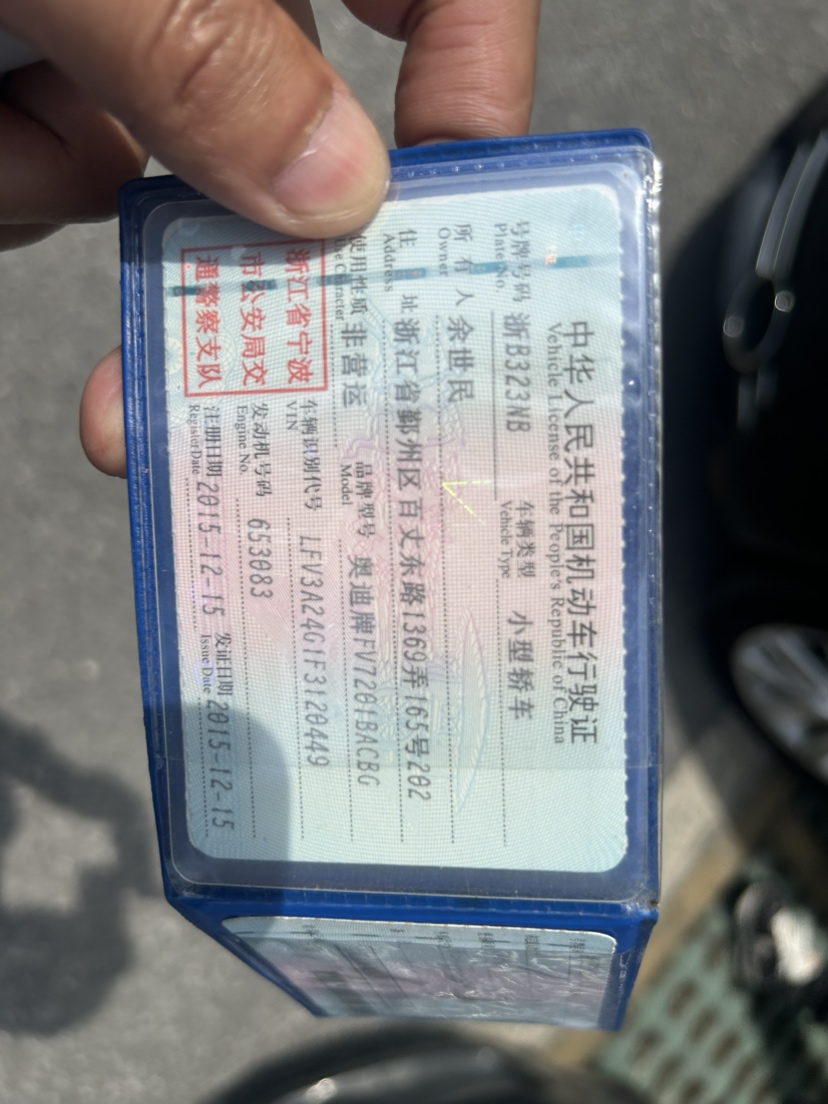 中华人民共和国机动车行驶证
Vehicle License of the People's Republic of China
号牌号码 浙B323NB 车辆类型 小型轿车
Plate No. Vehicle Type
所有人 余世民
Owner
住址 浙江省鄞州区百丈东路1369弄165号202
Address
使用性质 非营运 品牌型号 奥迪牌FV7201BACBG
Character Model
浙江省宁波
市公安局交
通警察支队
车辆识别代号 LFV3A24G1F3120449
VIN
发动机号码 653083
Engine No.
注册日期 2015-12-15 发证日期 2015-12-15
Register Date Issue Date